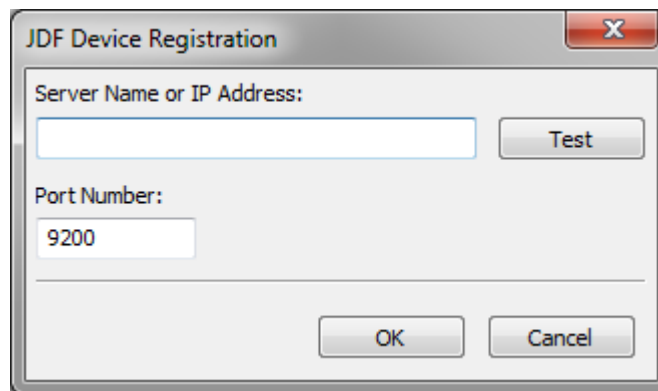 JDF Device Registration
Server Name or IP Address:
Test
Port Number:
9200
OK Cancel